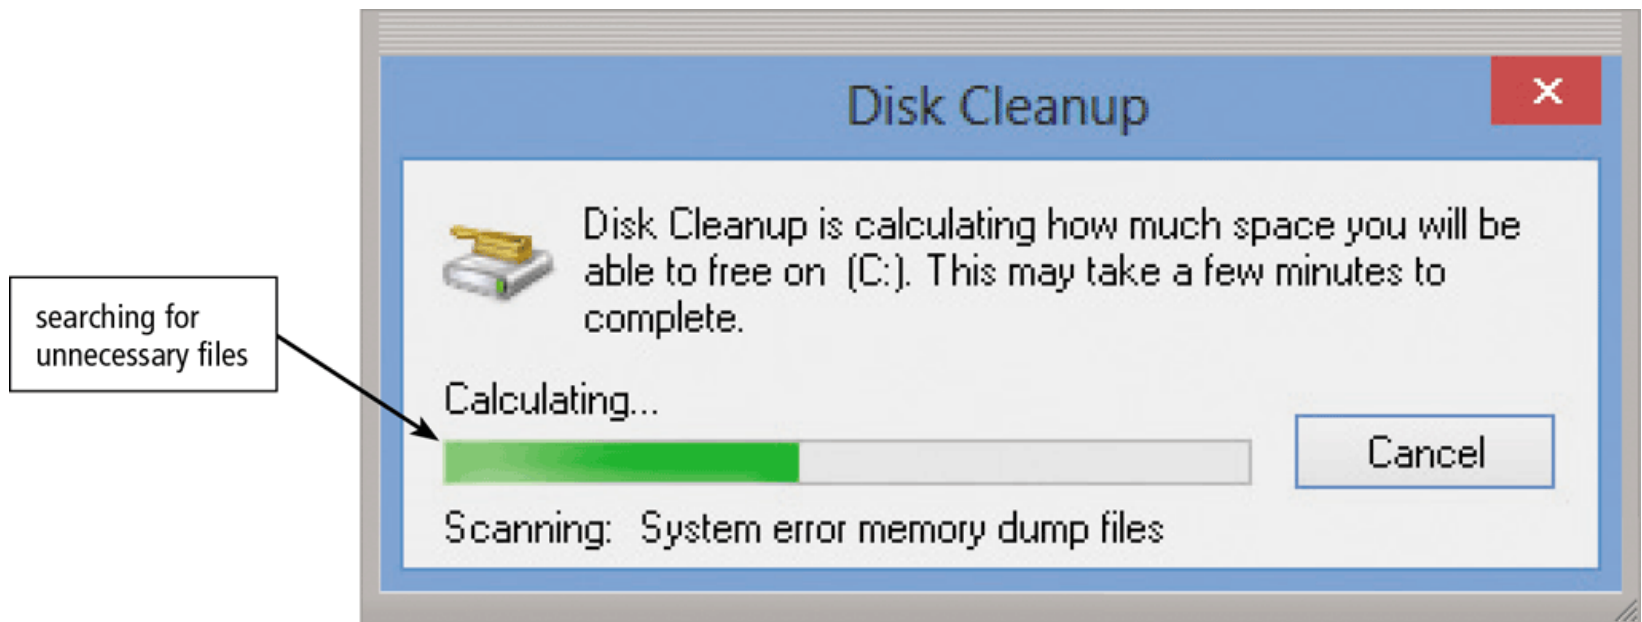 Disk Cleanup
Disk Cleanup is calculating how much space you will be
able to free on (C:). This may take a few minutes to
complete.
searching for
unnecessary files
Calculating...
Cancel
Scanning: System error memory dump files